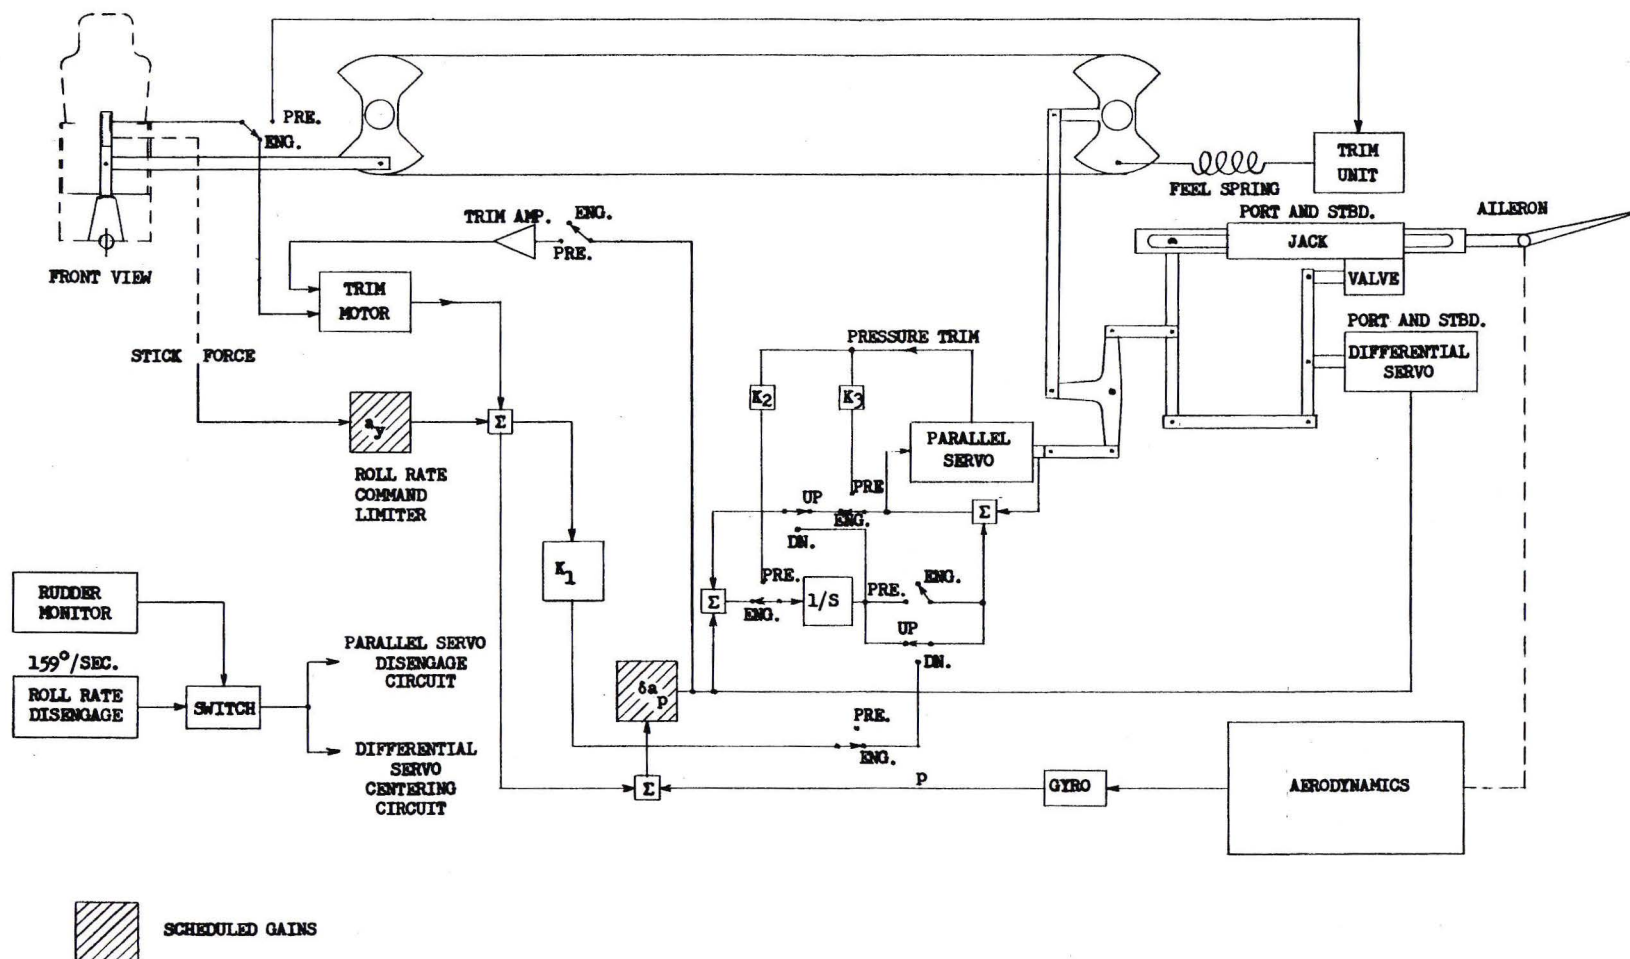 PRE.
ENG.
TRIM
UNIT
FEEL SPRING
PORT AND STBD.
AILERON
JACK
VALVE
FRONT VIEW
TRIM AMP.
ENG.
PRE.
TRIM
MOTOR
STICK FORCE
PRESSURE TRIM
PORT AND STBD.
DIFFERENTIAL
SERVO
K2
K3
a_y
Σ
PARALLEL
SERVO
ROLL RATE
COMMAND
LIMITER
UP
PRE
ENG.
Σ
DN.
K1
PRE.
ENG.
PRE.
Σ
ENG.
1/S
UP
DN.
RUDDER
MONITOR
159°/SEC.
ROLL RATE
DISENGAGE
SWITCH
PARALLEL SERVO
DISENGAGE
CIRCUIT
DIFFERENTIAL
SERVO
CENTERING
CIRCUIT
δa_p
PRE.
ENG.
Σ
p
GYRO
AERODYNAMICS
SCHEDULED GAINS